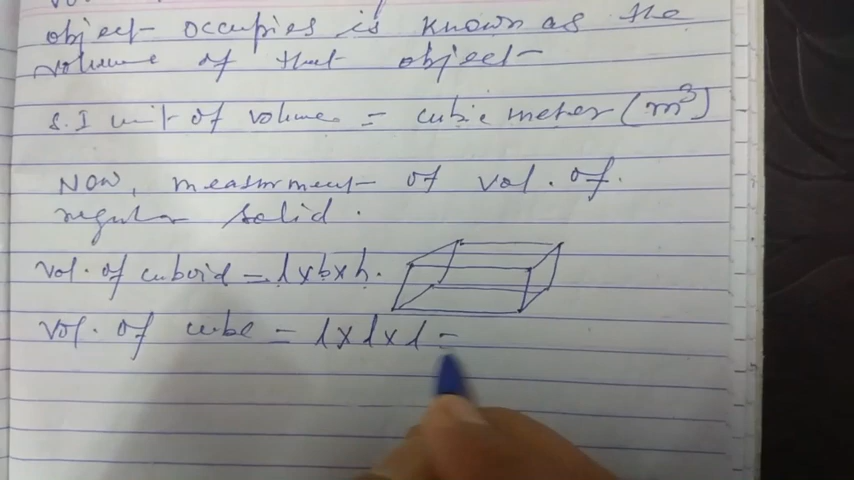 object occupies is known as the
volume of that object
S.I unit of volume = cubic meter (m³)
Now, measurment of vol. of.
regular solid.
vol. of cuboid = l x b x h.
vol. of cube = l x l x l =